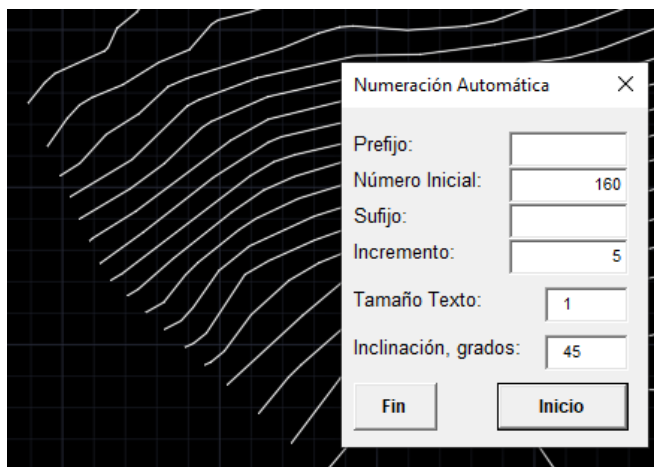 Numeración Automática
Prefijo:
Número Inicial: 160
Sufijo:
Incremento: 5
Tamaño Texto: 1
Inclinación, grados: 45
Fin Inicio